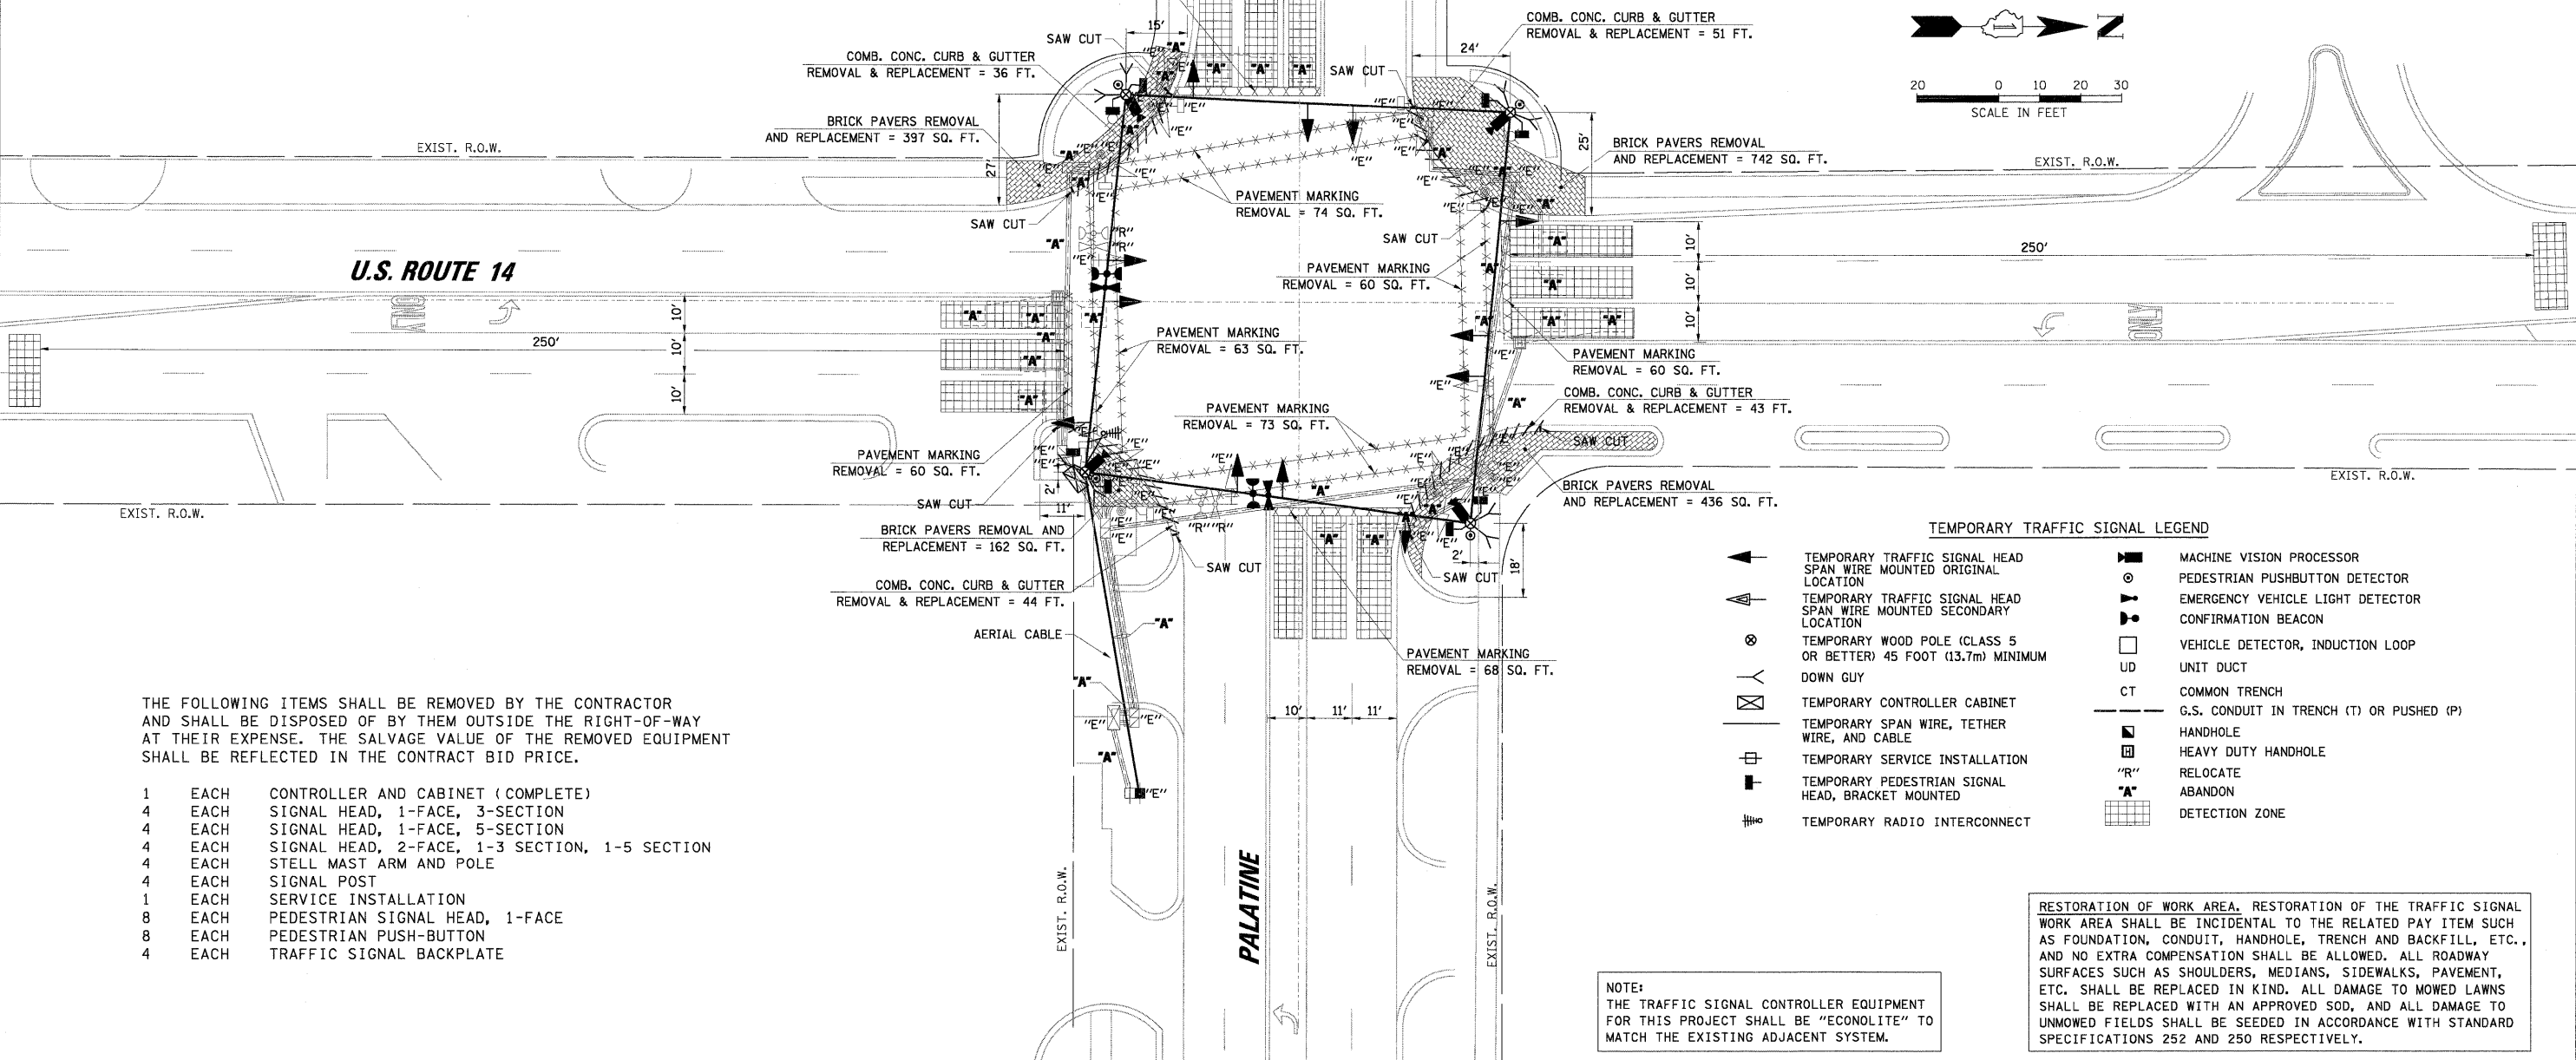 15'
SAW CUT
"A"
COMB. CONC. CURB & GUTTER
REMOVAL & REPLACEMENT = 36 FT.
COMB. CONC. CURB & GUTTER
REMOVAL & REPLACEMENT = 51 FT.
24'
SAW CUT
N
20 0 10 20 30
SCALE IN FEET
"A" "A" "A"
"E"
BRICK PAVERS REMOVAL
AND REPLACEMENT = 397 SQ. FT.
27'
25'
BRICK PAVERS REMOVAL
AND REPLACEMENT = 742 SQ. FT.
EXIST. R.O.W.
EXIST. R.O.W.
PAVEMENT MARKING
REMOVAL = 74 SQ. FT.
SAW CUT
SAW CUT
"R"
"R"
"A"
"E"
U.S. ROUTE 14
ONLY
PAVEMENT MARKING
REMOVAL = 60 SQ. FT.
10'
10'
10'
250'
"A"
"A"
"A" "A"
ONLY
10'
10'
10'
250'
"A" "A"
"A"
"A"
"A"
PAVEMENT MARKING
REMOVAL = 63 SQ. FT.
PAVEMENT MARKING
REMOVAL = 60 SQ. FT.
COMB. CONC. CURB & GUTTER
REMOVAL & REPLACEMENT = 43 FT.
PAVEMENT MARKING
REMOVAL = 73 SQ. FT.
SAW CUT
PAVEMENT MARKING
REMOVAL = 60 SQ. FT.
SAW CUT
2'
11'
EXIST. R.O.W.
EXIST. R.O.W.
BRICK PAVERS REMOVAL
AND REPLACEMENT = 436 SQ. FT.
BRICK PAVERS REMOVAL AND
REPLACEMENT = 162 SQ. FT.
"R" "R"
"A"
"A" "A"
SAW CUT
2'
18'
SAW CUT
COMB. CONC. CURB & GUTTER
REMOVAL & REPLACEMENT = 44 FT.
AERIAL CABLE
"A"
"A"
PAVEMENT MARKING
REMOVAL = 68 SQ. FT.
10' 11' 11'
"E" "E"
"A"
"E"
PALATINE
EXIST. R.O.W.
EXIST. R.O.W.
THE FOLLOWING ITEMS SHALL BE REMOVED BY THE CONTRACTOR
AND SHALL BE DISPOSED OF BY THEM OUTSIDE THE RIGHT-OF-WAY
AT THEIR EXPENSE. THE SALVAGE VALUE OF THE REMOVED EQUIPMENT
SHALL BE REFLECTED IN THE CONTRACT BID PRICE.
1 EACH CONTROLLER AND CABINET (COMPLETE)
4 EACH SIGNAL HEAD, 1-FACE, 3-SECTION
4 EACH SIGNAL HEAD, 1-FACE, 5-SECTION
4 EACH SIGNAL HEAD, 2-FACE, 1-3 SECTION, 1-5 SECTION
4 EACH STELL MAST ARM AND POLE
4 EACH SIGNAL POST
1 EACH SERVICE INSTALLATION
8 EACH PEDESTRIAN SIGNAL HEAD, 1-FACE
8 EACH PEDESTRIAN PUSH-BUTTON
4 EACH TRAFFIC SIGNAL BACKPLATE
TEMPORARY TRAFFIC SIGNAL LEGEND
TEMPORARY TRAFFIC SIGNAL HEAD
SPAN WIRE MOUNTED ORIGINAL
LOCATION
TEMPORARY TRAFFIC SIGNAL HEAD
SPAN WIRE MOUNTED SECONDARY
LOCATION
TEMPORARY WOOD POLE (CLASS 5
OR BETTER) 45 FOOT (13.7m) MINIMUM
DOWN GUY
TEMPORARY CONTROLLER CABINET
TEMPORARY SPAN WIRE, TETHER
WIRE, AND CABLE
TEMPORARY SERVICE INSTALLATION
TEMPORARY PEDESTRIAN SIGNAL
HEAD, BRACKET MOUNTED
TEMPORARY RADIO INTERCONNECT
MACHINE VISION PROCESSOR
PEDESTRIAN PUSHBUTTON DETECTOR
EMERGENCY VEHICLE LIGHT DETECTOR
CONFIRMATION BEACON
VEHICLE DETECTOR, INDUCTION LOOP
UD UNIT DUCT
CT COMMON TRENCH
G.S. CONDUIT IN TRENCH (T) OR PUSHED (P)
HANDHOLE
H HEAVY DUTY HANDHOLE
"R" RELOCATE
"A" ABANDON
DETECTION ZONE
NOTE:
THE TRAFFIC SIGNAL CONTROLLER EQUIPMENT
FOR THIS PROJECT SHALL BE "ECONOLITE" TO
MATCH THE EXISTING ADJACENT SYSTEM.
RESTORATION OF WORK AREA. RESTORATION OF THE TRAFFIC SIGNAL
WORK AREA SHALL BE INCIDENTAL TO THE RELATED PAY ITEM SUCH
AS FOUNDATION, CONDUIT, HANDHOLE, TRENCH AND BACKFILL, ETC.,
AND NO EXTRA COMPENSATION SHALL BE ALLOWED. ALL ROADWAY
SURFACES SUCH AS SHOULDERS, MEDIANS, SIDEWALKS, PAVEMENT,
ETC. SHALL BE REPLACED IN KIND. ALL DAMAGE TO MOWED LAWNS
SHALL BE REPLACED WITH AN APPROVED SOD, AND ALL DAMAGE TO
UNMOWED FIELDS SHALL BE SEEDED IN ACCORDANCE WITH STANDARD
SPECIFICATIONS 252 AND 250 RESPECTIVELY.